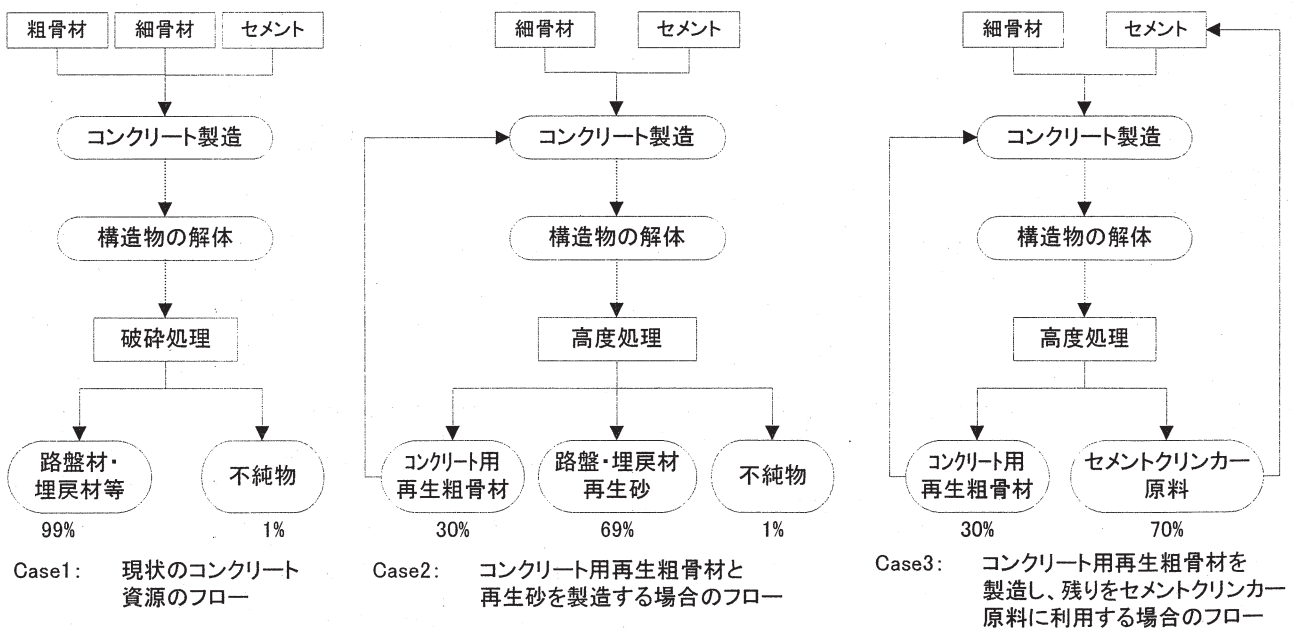 粗骨材
細骨材
セメント
コンクリート製造
構造物の解体
破砕処理
路盤材・
埋戻材等
不純物
99%
1%
Case1: 現状のコンクリート
資源のフロー
細骨材
セメント
コンクリート製造
構造物の解体
高度処理
コンクリート用
再生粗骨材
路盤・埋戻材
再生砂
不純物
30%
69%
1%
Case2: コンクリート用再生粗骨材と
再生砂を製造する場合のフロー
細骨材
セメント
コンクリート製造
構造物の解体
高度処理
コンクリート用
再生粗骨材
セメントクリンカー
原料
30%
70%
Case3: コンクリート用再生粗骨材を
製造し、残りをセメントクリンカー
原料に利用する場合のフロー